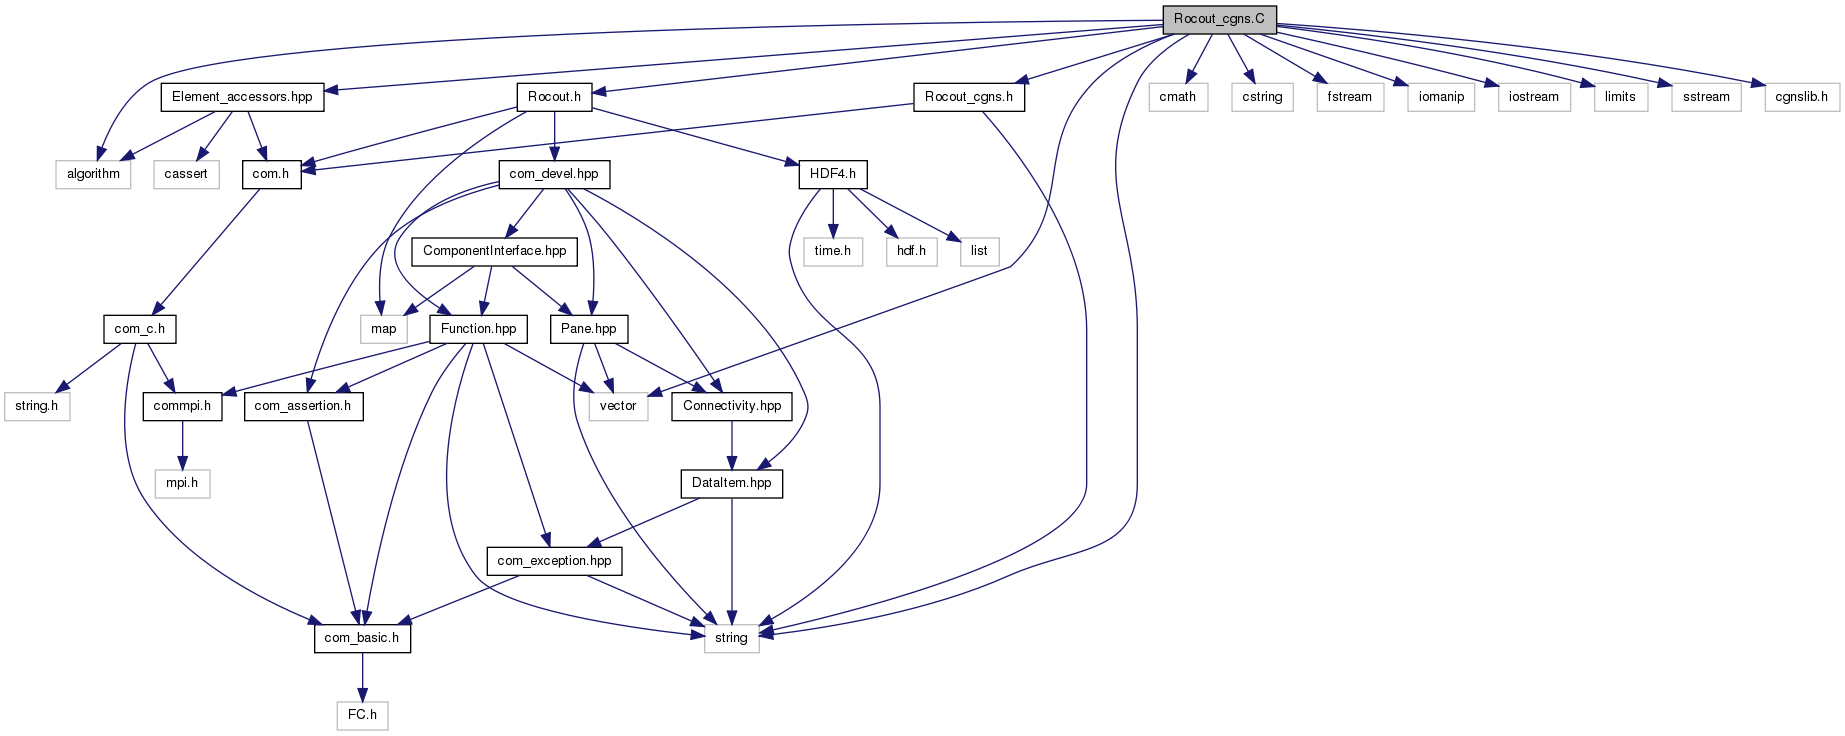 Rocout_cgns.C
Element_accessors.hpp
Rocout.h
Rocout_cgns.h
cmath
cstring
fstream
iomanip
iostream
limits
sstream
cgnslib.h
algorithm
cassert
com.h
com_devel.hpp
HDF4.h
ComponentInterface.hpp
time.h
hdf.h
list
com_c.h
map
Function.hpp
Pane.hpp
string.h
commpi.h
com_assertion.h
vector
Connectivity.hpp
mpi.h
DataItem.hpp
com_exception.hpp
com_basic.h
string
FC.h